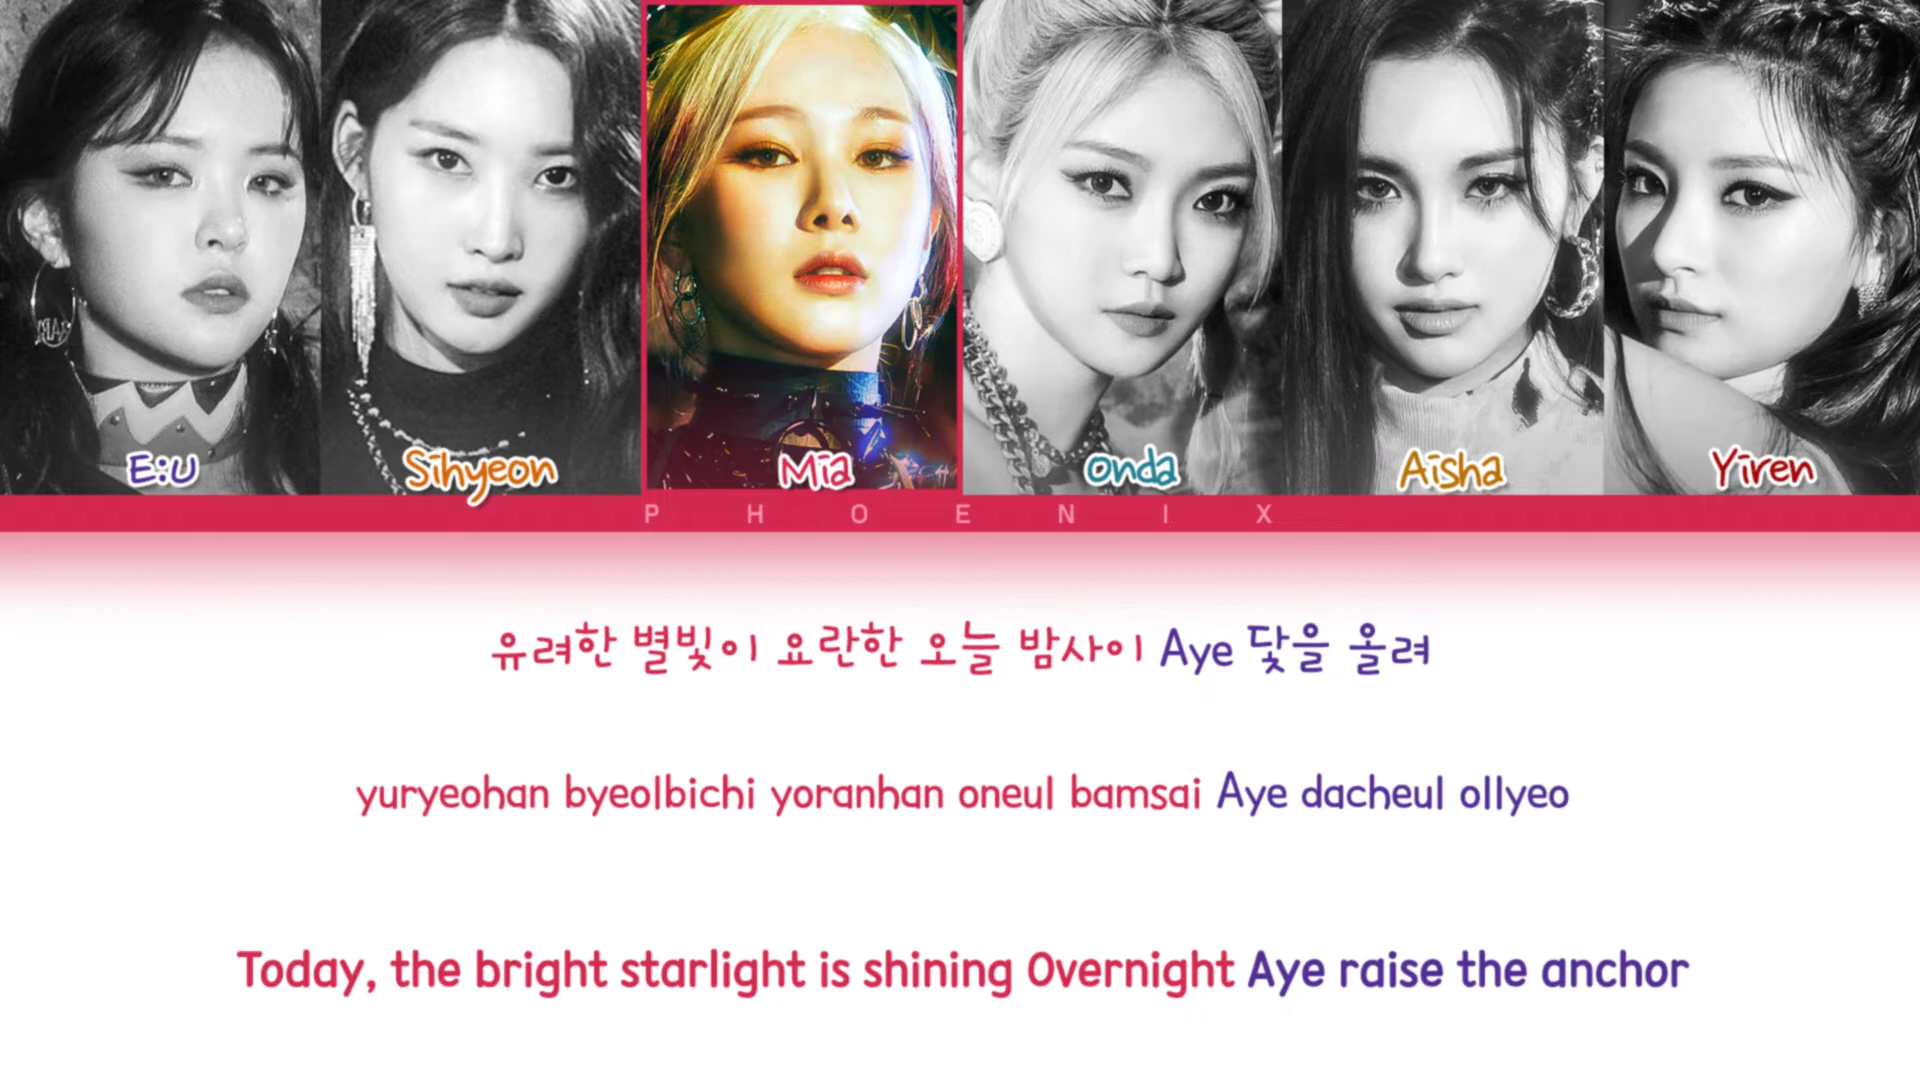 E:U Sihyeon Mia Onda Aisha Yiren
PHOENIX
유려한 별빛이 요란한 오늘 밤사이 Aye 닻을 올려
yuryeohan byeolbichi yoranhan oneul bamsai Aye dacheul ollyeo
Today, the bright starlight is shining Overnight Aye raise the anchor